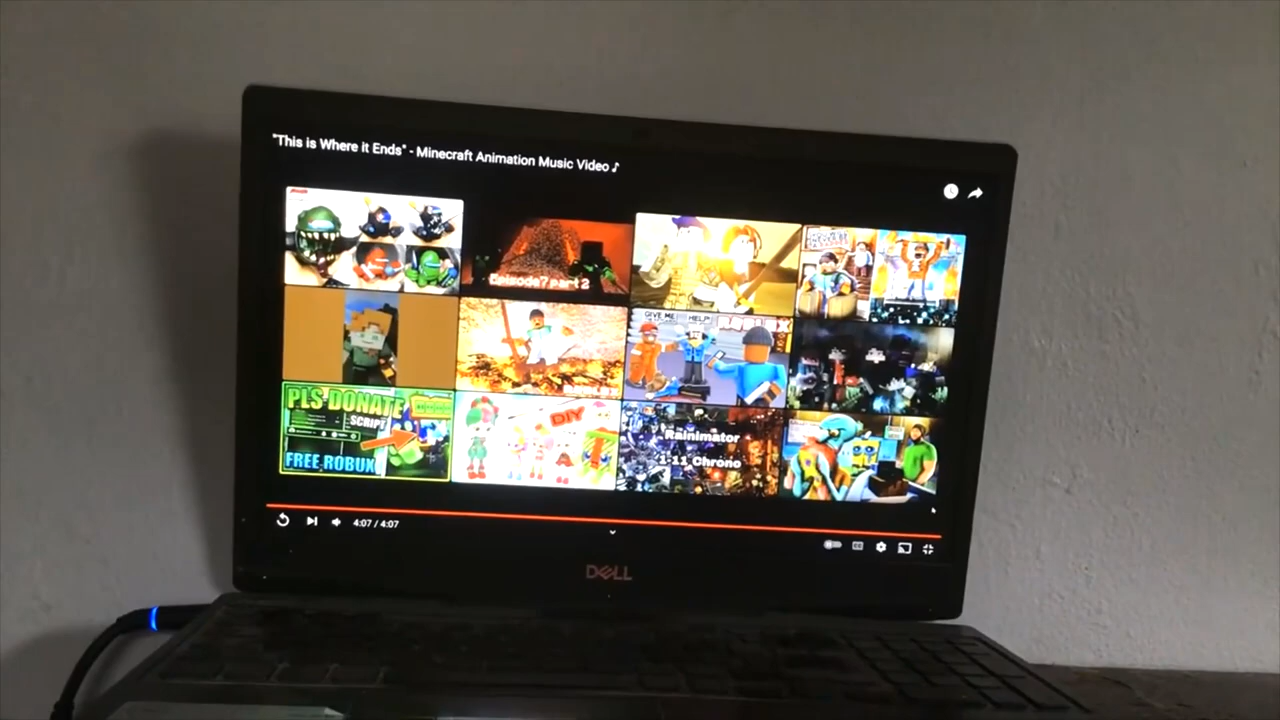 "This is Where it Ends" - Minecraft Animation Music Video ♪
Episode7 part 2
GIVE ME
HELP!
ROBLOX
PLS DONATE
SCRIPT
FREE ROBUX
DIY
Rainimator
1-11 Chrono
4:07 / 4:07
DELL